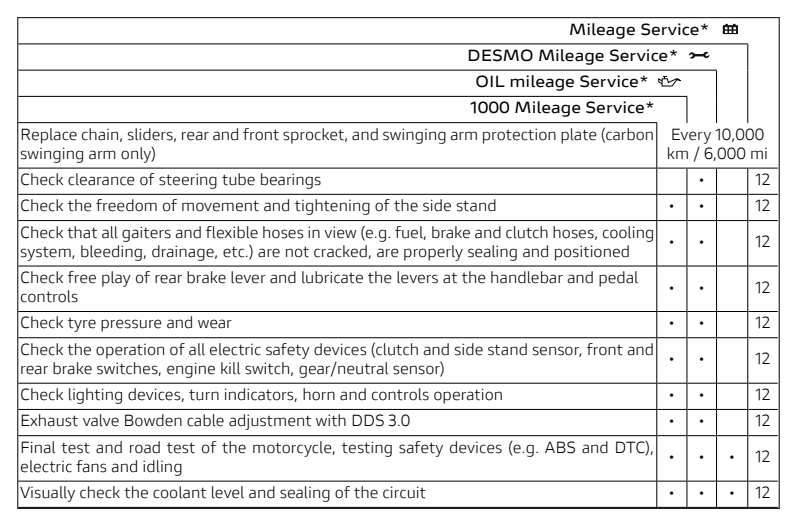 Mileage Service*
DESMO Mileage Service*
OIL mileage Service*
1000 Mileage Service*
Replace chain, sliders, rear and front sprocket, and swinging arm protection plate (carbon
swinging arm only)
Every 10,000
km / 6,000 mi
Check clearance of steering tube bearings • 12
Check the freedom of movement and tightening of the side stand • • 12
Check that all gaiters and flexible hoses in view (e.g. fuel, brake and clutch hoses, cooling
system, bleeding, drainage, etc.) are not cracked, are properly sealing and positioned
• • 12
Check free play of rear brake lever and lubricate the levers at the handlebar and pedal
controls
• • 12
Check tyre pressure and wear • • 12
Check the operation of all electric safety devices (clutch and side stand sensor, front and
rear brake switches, engine kill switch, gear/neutral sensor)
• • 12
Check lighting devices, turn indicators, horn and controls operation • • 12
Exhaust valve Bowden cable adjustment with DDS 3.0 • • 12
Final test and road test of the motorcycle, testing safety devices (e.g. ABS and DTC),
electric fans and idling
• • • 12
Visually check the coolant level and sealing of the circuit • • • 12